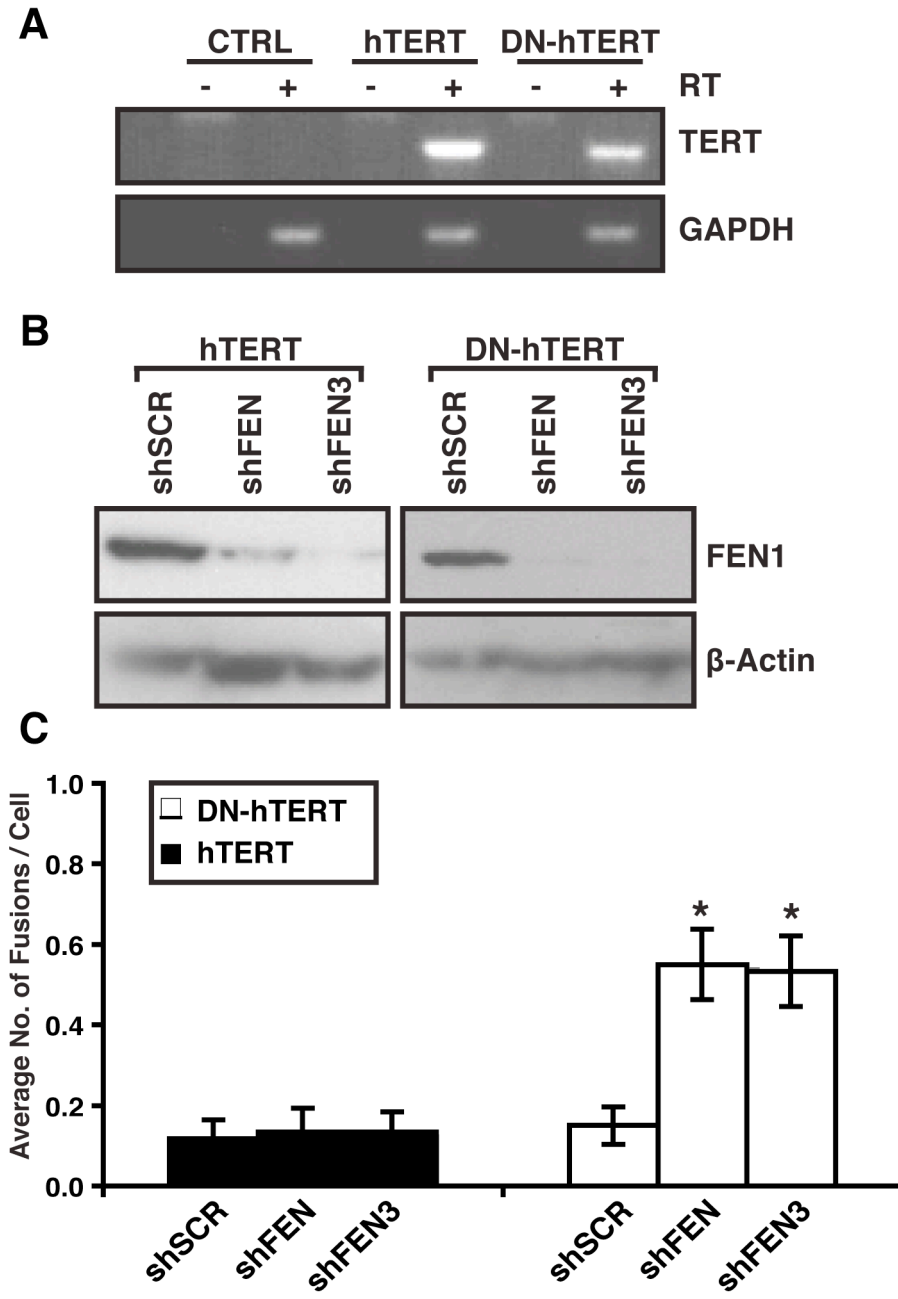 A
CTRL hTERT DN-hTERT
- + - + - + RT
TERT
GAPDH
B
hTERT DN-hTERT
shSCR shFEN shFEN3 shSCR shFEN shFEN3
FEN1
β-Actin
C
Average No. of Fusions / Cell
1.0
0.8
0.6
0.4
0.2
0.0
DN-hTERT
hTERT
* *
shSCR shFEN shFEN3 shSCR shFEN shFEN3